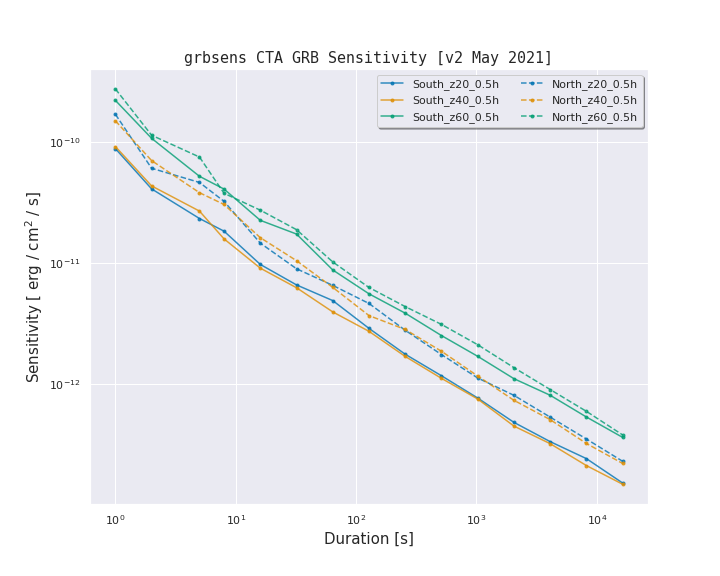 grbsens CTA GRB Sensitivity [v2 May 2021]
South_z20_0.5h North_z20_0.5h
South_z40_0.5h North_z40_0.5h
South_z60_0.5h North_z60_0.5h
Sensitivity [ erg / cm² / s]
10⁻¹⁰
10⁻¹¹
10⁻¹²
10⁰ 10¹ 10² 10³ 10⁴
Duration [s]